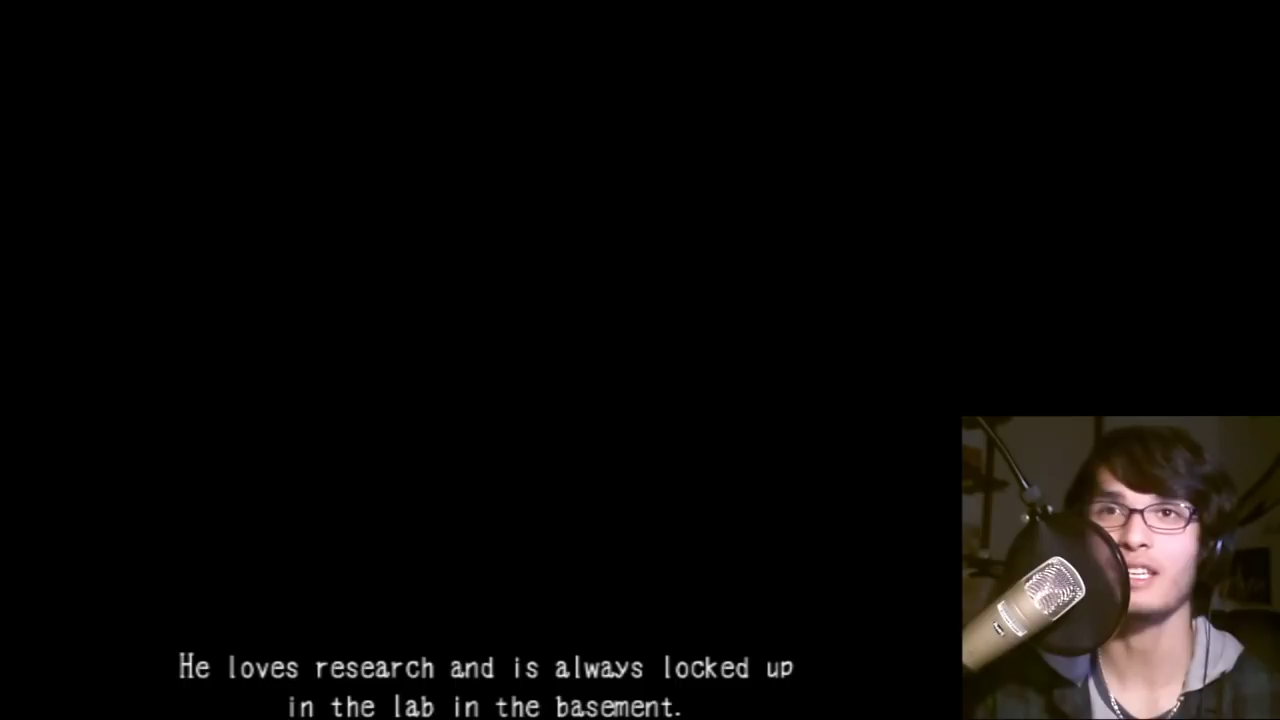 He loves research and is always locked up
in the lab in the basement.